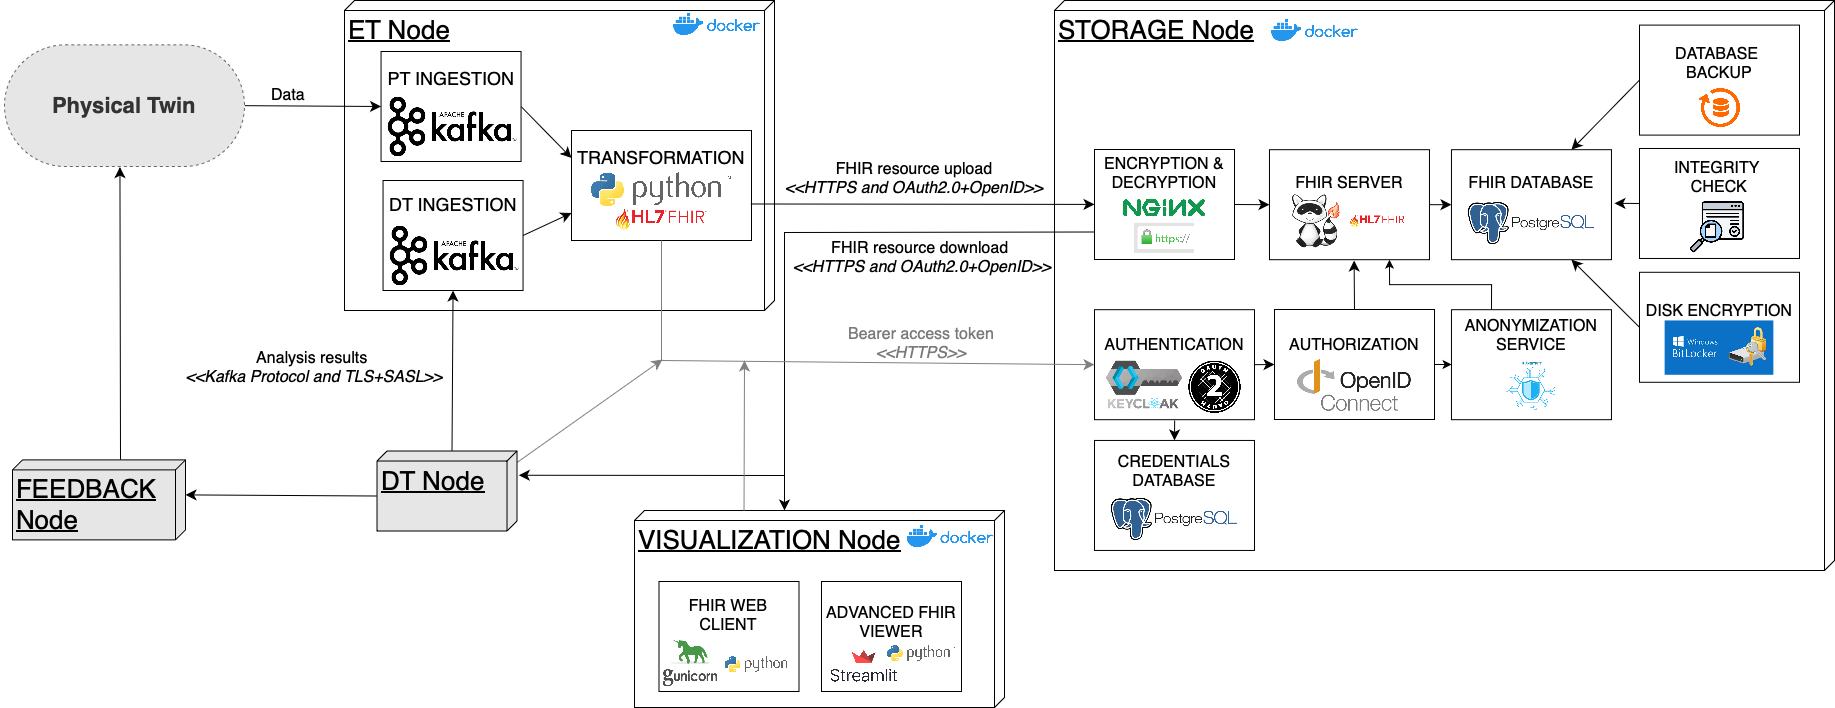 Physical Twin
Data
ET Node
docker
PT INGESTION
APACHE
kafka
DT INGESTION
APACHE
kafka
TRANSFORMATION
python
HL7 FHIR
FHIR resource upload
<<HTTPS and OAuth2.0+OpenID>>
FHIR resource download
<<HTTPS and OAuth2.0+OpenID>>
Bearer access token
<<HTTPS>>
Analysis results
<<Kafka Protocol and TLS+SASL>>
FEEDBACK
Node
DT Node
VISUALIZATION Node
docker
FHIR WEB
CLIENT
gunicorn
python
ADVANCED FHIR
VIEWER
python
Streamlit
STORAGE Node
docker
ENCRYPTION &
DECRYPTION
NGINX
https://
FHIR SERVER
HL7 FHIR
FHIR DATABASE
PostgreSQL
DATABASE
BACKUP
INTEGRITY
CHECK
DISK ENCRYPTION
Windows
BitLocker
AUTHENTICATION
KEYCLOAK
OAUTH
2
AUTHORIZATION
OpenID
Connect
ANONYMIZATION
SERVICE
CREDENTIALS
DATABASE
PostgreSQL